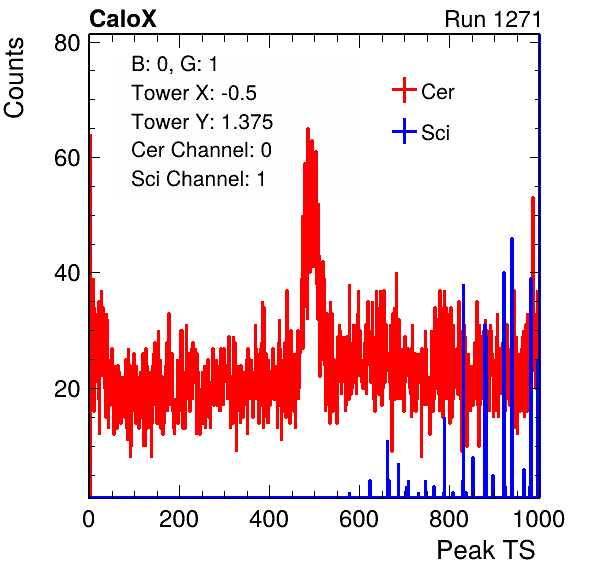 CaloX
Run 1271
Counts
B: 0, G: 1
Tower X: -0.5
Tower Y: 1.375
Cer Channel: 0
Sci Channel: 1
Cer
Sci
80
60
40
20
0
200
400
600
800
1000
Peak TS